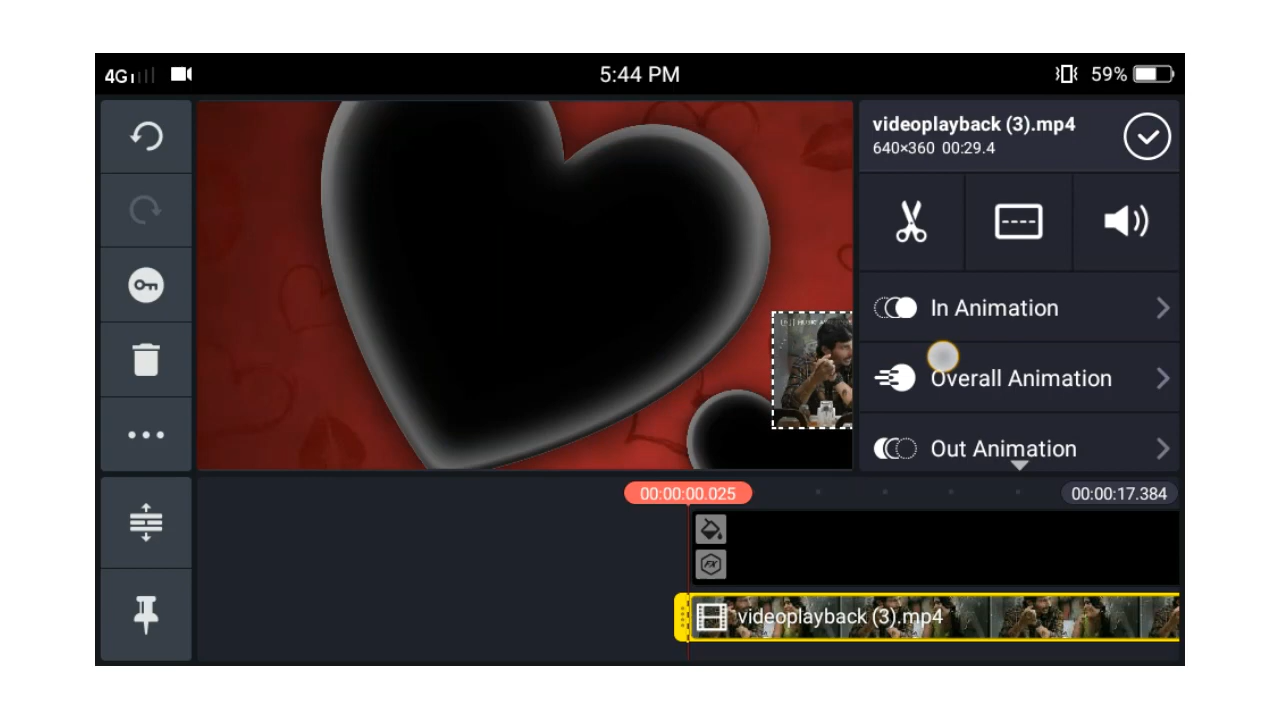 4G
5:44 PM
59%
videoplayback (3).mp4
640×360 00:29.4
In Animation
Overall Animation
Out Animation
00:00:00.025
00:00:17.384
FX
videoplayback (3).mp4